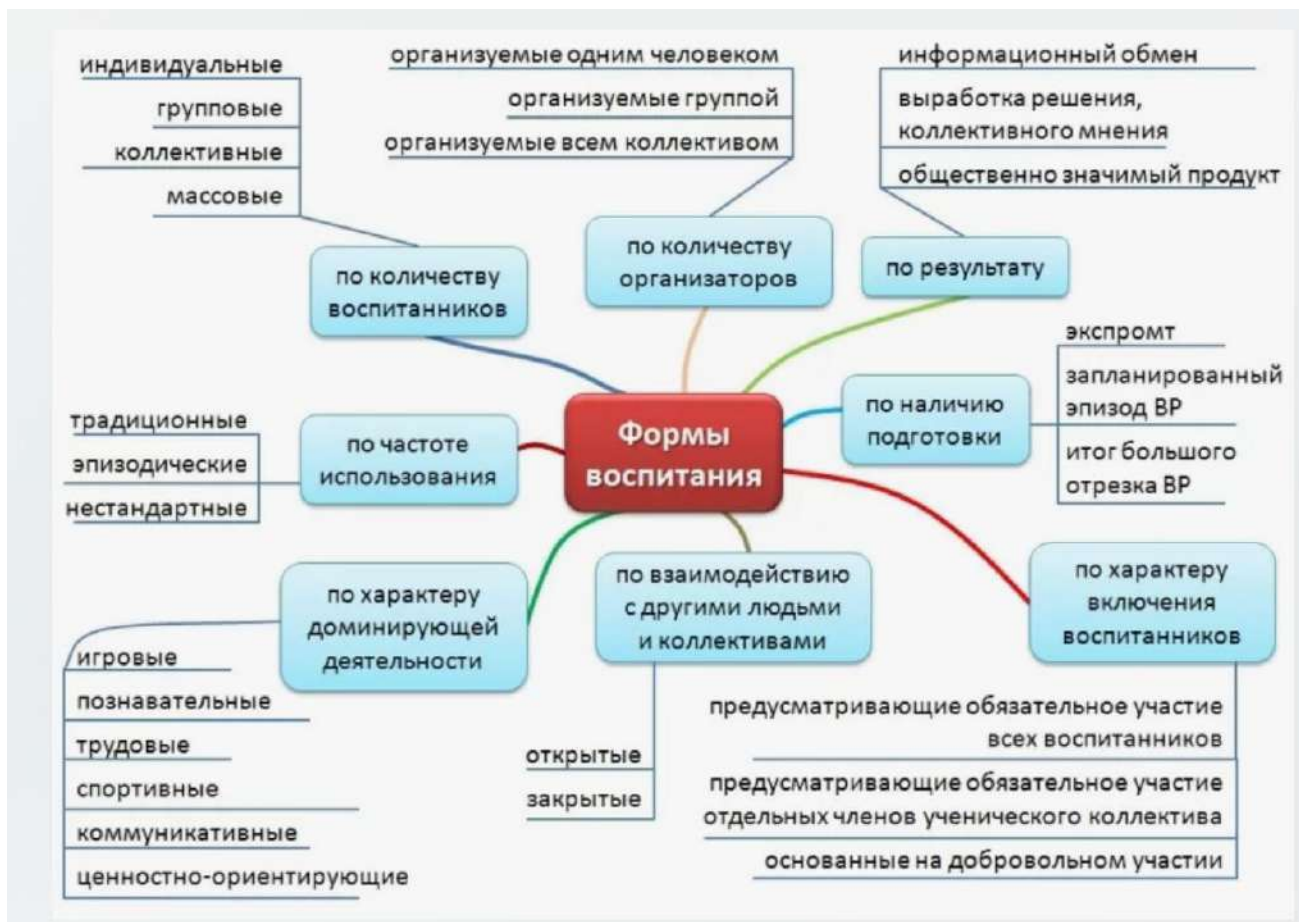 индивидуальные
групповые
коллективные
массовые
по количеству
воспитанников
организуемые одним человеком
организуемые группой
организуемые всем коллективом
по количеству
организаторов
информационный обмен
выработка решения,
коллективного мнения
общественно значимый продукт
по результату
Формы
воспитания
экспромт
запланированный
эпизод ВР
итог большого
отрезка ВР
по наличию
подготовки
традиционные
эпизодические
нестандартные
по частоте
использования
по характеру
доминирующей
деятельности
игровые
познавательные
трудовые
спортивные
коммуникативные
ценностно-ориентирующие
по взаимодействию
с другими людьми
и коллективами
открытые
закрытые
по характеру
включения
воспитанников
предусматривающие обязательное участие
всех воспитанников
предусматривающие обязательное участие
отдельных членов ученического коллектива
основанные на добровольном участии